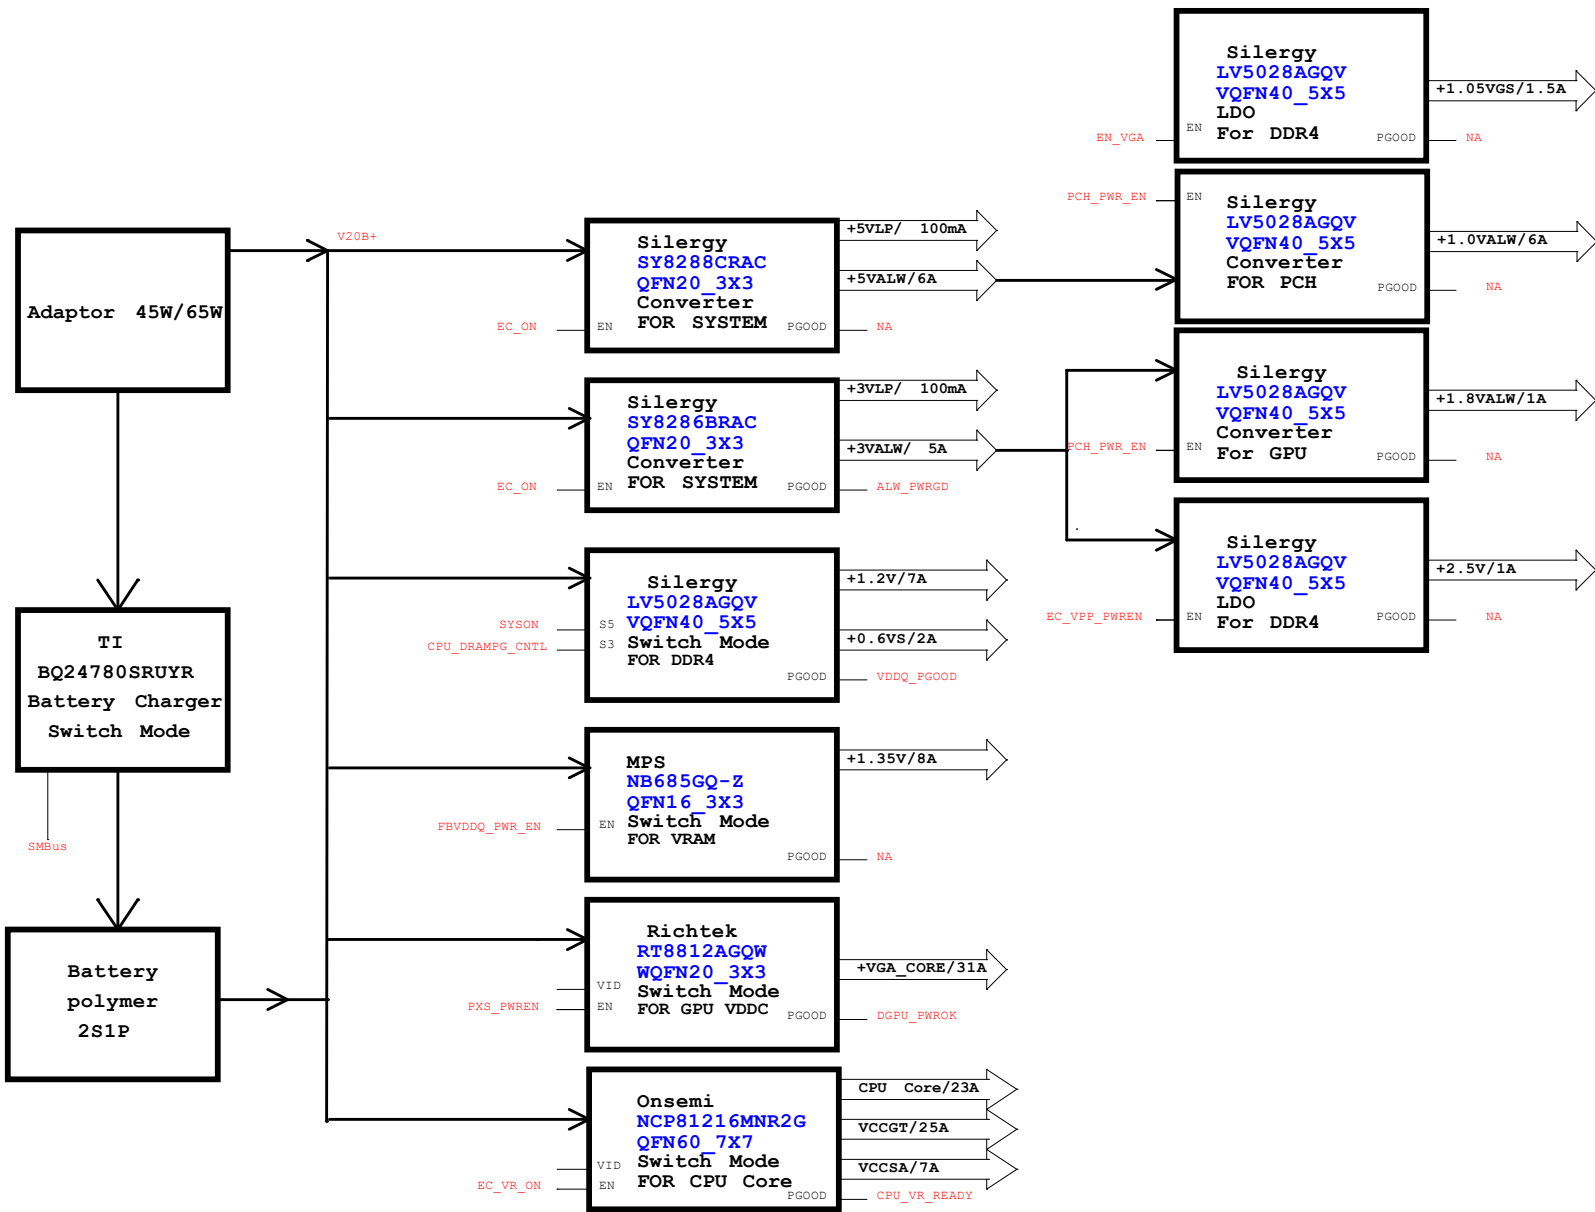 Adaptor 45W/65W
TI
BQ24780SRUYR
Battery Charger
Switch Mode
SMBus
Battery
polymer
2S1P
V20B+
Silergy
SY8288CRAC
QFN20_3X3
Converter
FOR SYSTEM
EC_ON
EN
PGOOD
NA
+5VLP/ 100mA
+5VALW/6A
Silergy
SY8286BRAC
QFN20_3X3
Converter
FOR SYSTEM
EC_ON
EN
PGOOD
ALW_PWRGD
+3VLP/ 100mA
+3VALW/ 5A
Silergy
LV5028AGQV
VQFN40_5X5
Switch Mode
FOR DDR4
SYSON
S5
CPU_DRAMPG_CNTL
S3
PGOOD
VDDQ_PGOOD
+1.2V/7A
+0.6VS/2A
MPS
NB685GQ-Z
QFN16_3X3
Switch Mode
FOR VRAM
FBVDDQ_PWR_EN
EN
PGOOD
NA
+1.35V/8A
Richtek
RT8812AGQW
WQFN20_3X3
Switch Mode
FOR GPU VDDC
VID
PXS_PWREN
EN
PGOOD
DGPU_PWROK
+VGA_CORE/31A
Onsemi
NCP81216MNR2G
QFN60_7X7
Switch Mode
FOR CPU Core
VID
EC_VR_ON
EN
PGOOD
CPU_VR_READY
CPU Core/23A
VCCGT/25A
VCCSA/7A
Silergy
LV5028AGQV
VQFN40_5X5
LDO
For DDR4
EN_VGA
EN
PGOOD
NA
+1.05VGS/1.5A
Silergy
LV5028AGQV
VQFN40_5X5
Converter
FOR PCH
PCH_PWR_EN
EN
PGOOD
NA
+1.0VALW/6A
Silergy
LV5028AGQV
VQFN40_5X5
Converter
For GPU
PCH_PWR_EN
EN
PGOOD
NA
+1.8VALW/1A
Silergy
LV5028AGQV
VQFN40_5X5
LDO
For DDR4
EC_VPP_PWREN
EN
PGOOD
NA
+2.5V/1A